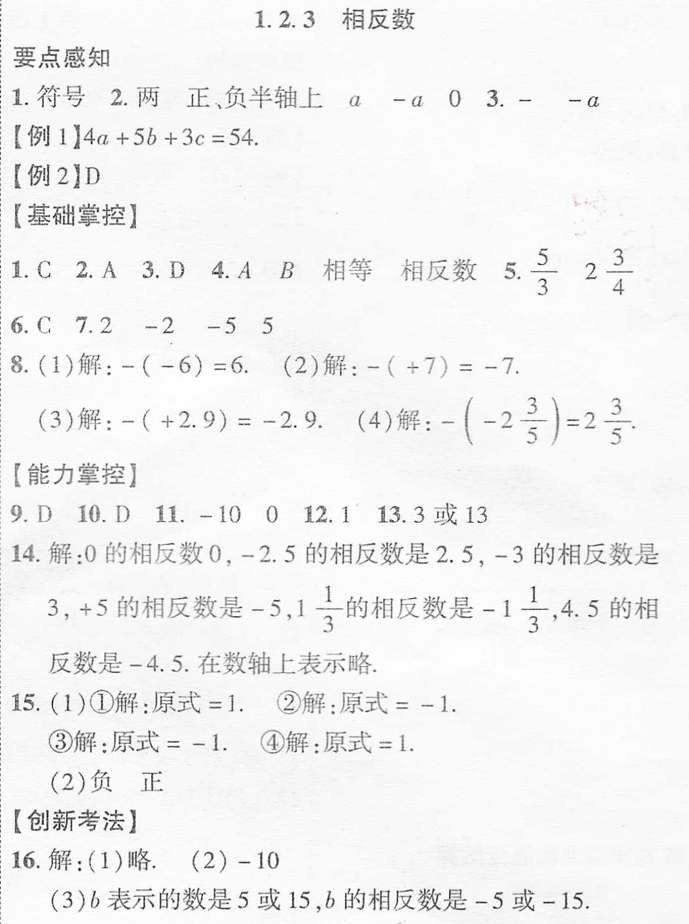 1.2.3 相反数
要点感知
1. 符号 2. 两 正、负半轴上 a -a 0 3. - -a
【例1】4a+5b+3c=54.
【例2】D
【基础掌控】
1. C 2. A 3. D 4. A B 相等 相反数 5. 5/3 2 3/4
6. C 7. 2 -2 -5 5
8. (1)解:-(-6)=6. (2)解:-(+7)=-7.
(3)解:-(+2.9)=-2.9. (4)解:-(-2 3/5)=2 3/5.
【能力掌控】
9. D 10. D 11. -10 0 12. 1 13. 3或13
14. 解:0的相反数0,-2.5的相反数是2.5,-3的相反数是
3,+5的相反数是-5,1 1/3的相反数是-1 1/3,4.5的相
反数是-4.5.在数轴上表示略.
15. (1)①解:原式=1. ②解:原式=-1.
③解:原式=-1. ④解:原式=1.
(2)负 正
【创新考法】
16. 解:(1)略. (2)-10
(3)b表示的数是5或15,b的相反数是-5或-15.